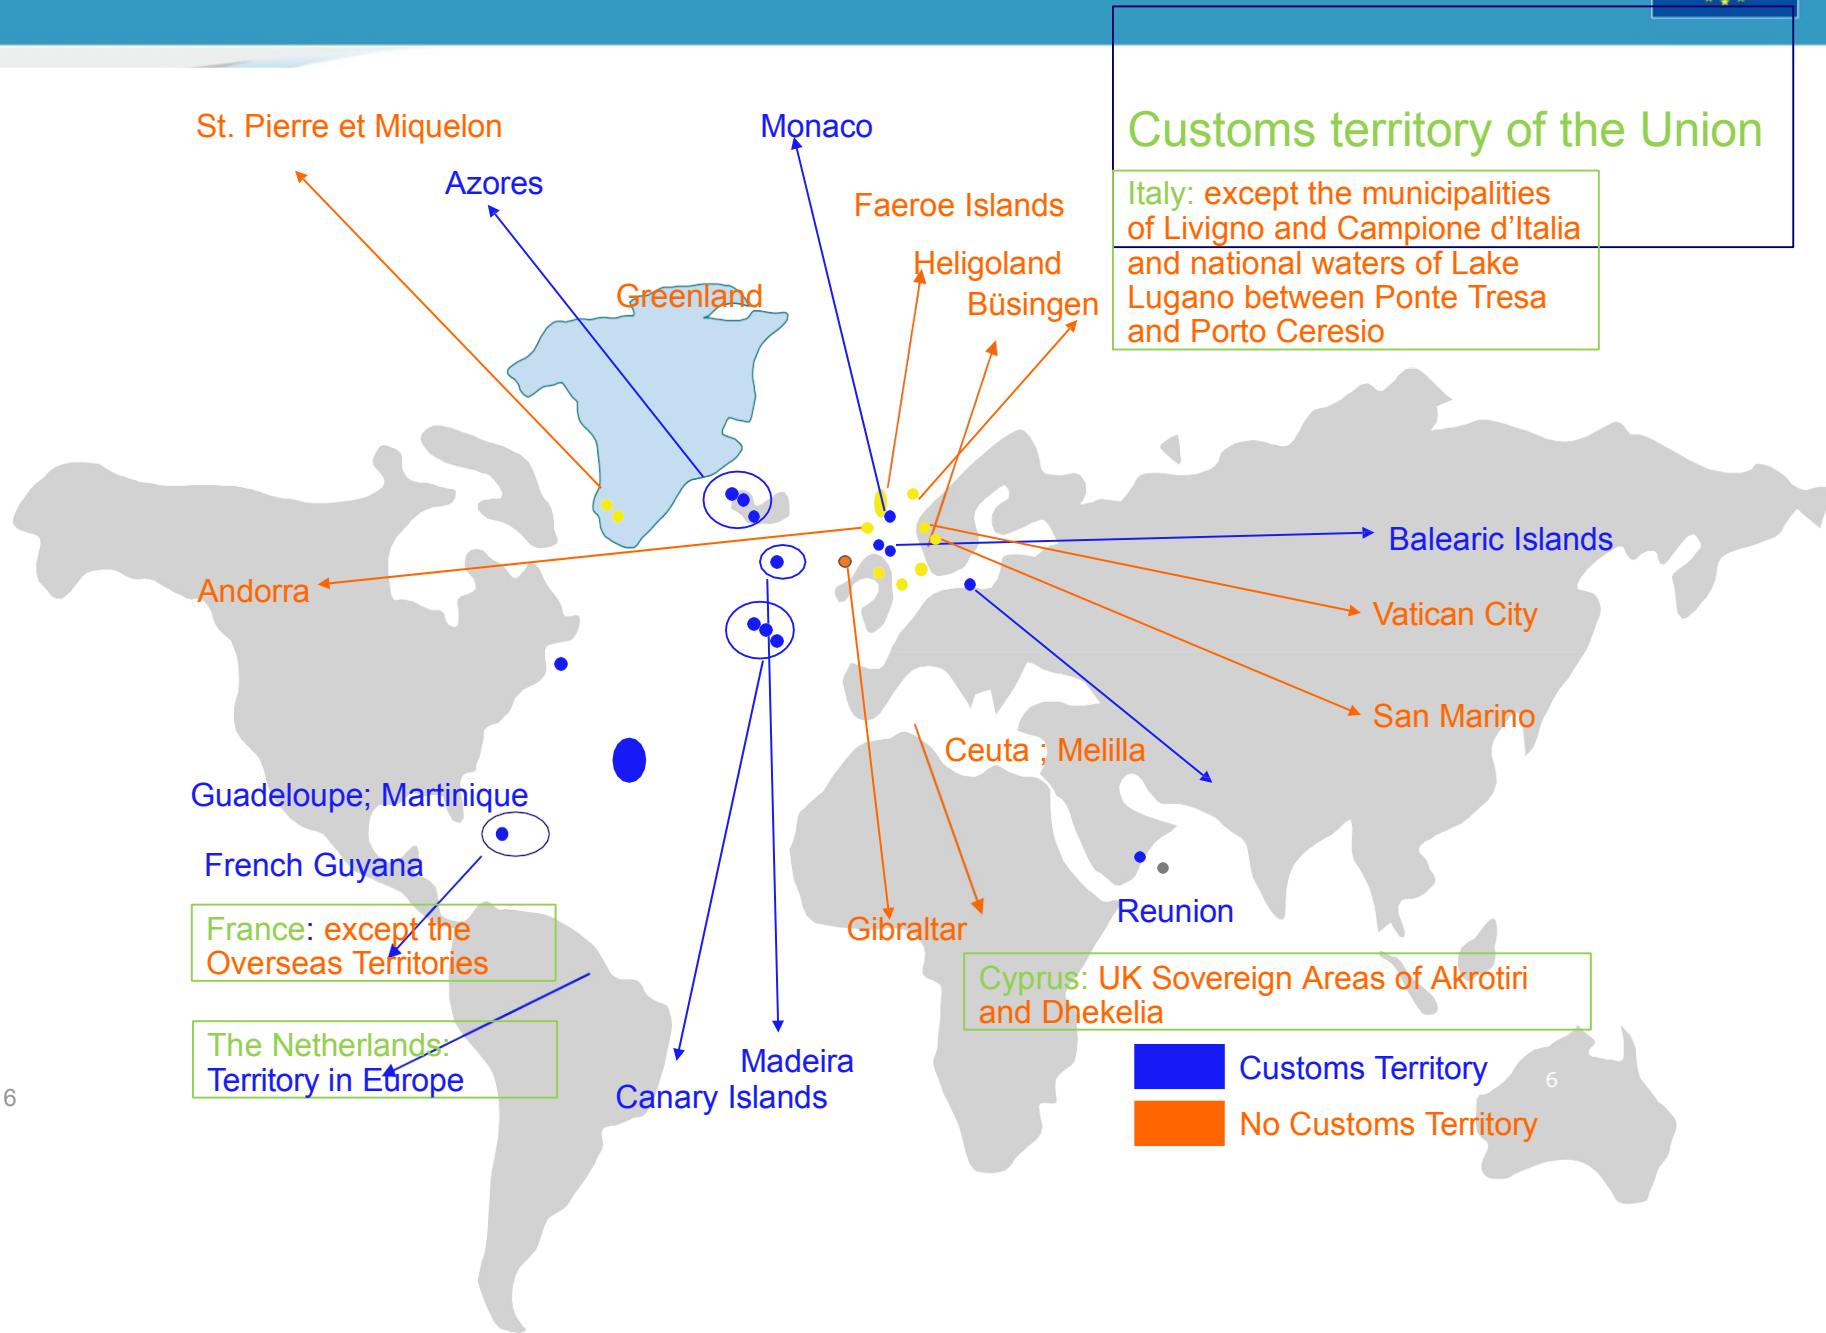 Customs territory of the Union
St. Pierre et Miquelon
Monaco
Azores
Faeroe Islands
Italy: except the municipalities
of Livigno and Campione d’Italia
and national waters of Lake
Lugano between Ponte Tresa
and Porto Ceresio
Heligoland
Greenland
Büsingen
Balearic Islands
Andorra
Vatican City
San Marino
Ceuta ; Melilla
Guadeloupe; Martinique
French Guyana
Reunion
France: except the
Overseas Territories
Gibraltar
Cyprus: UK Sovereign Areas of Akrotiri
and Dhekelia
The Netherlands:
Territory in Europe
Madeira
Canary Islands
Customs Territory
No Customs Territory
6
6